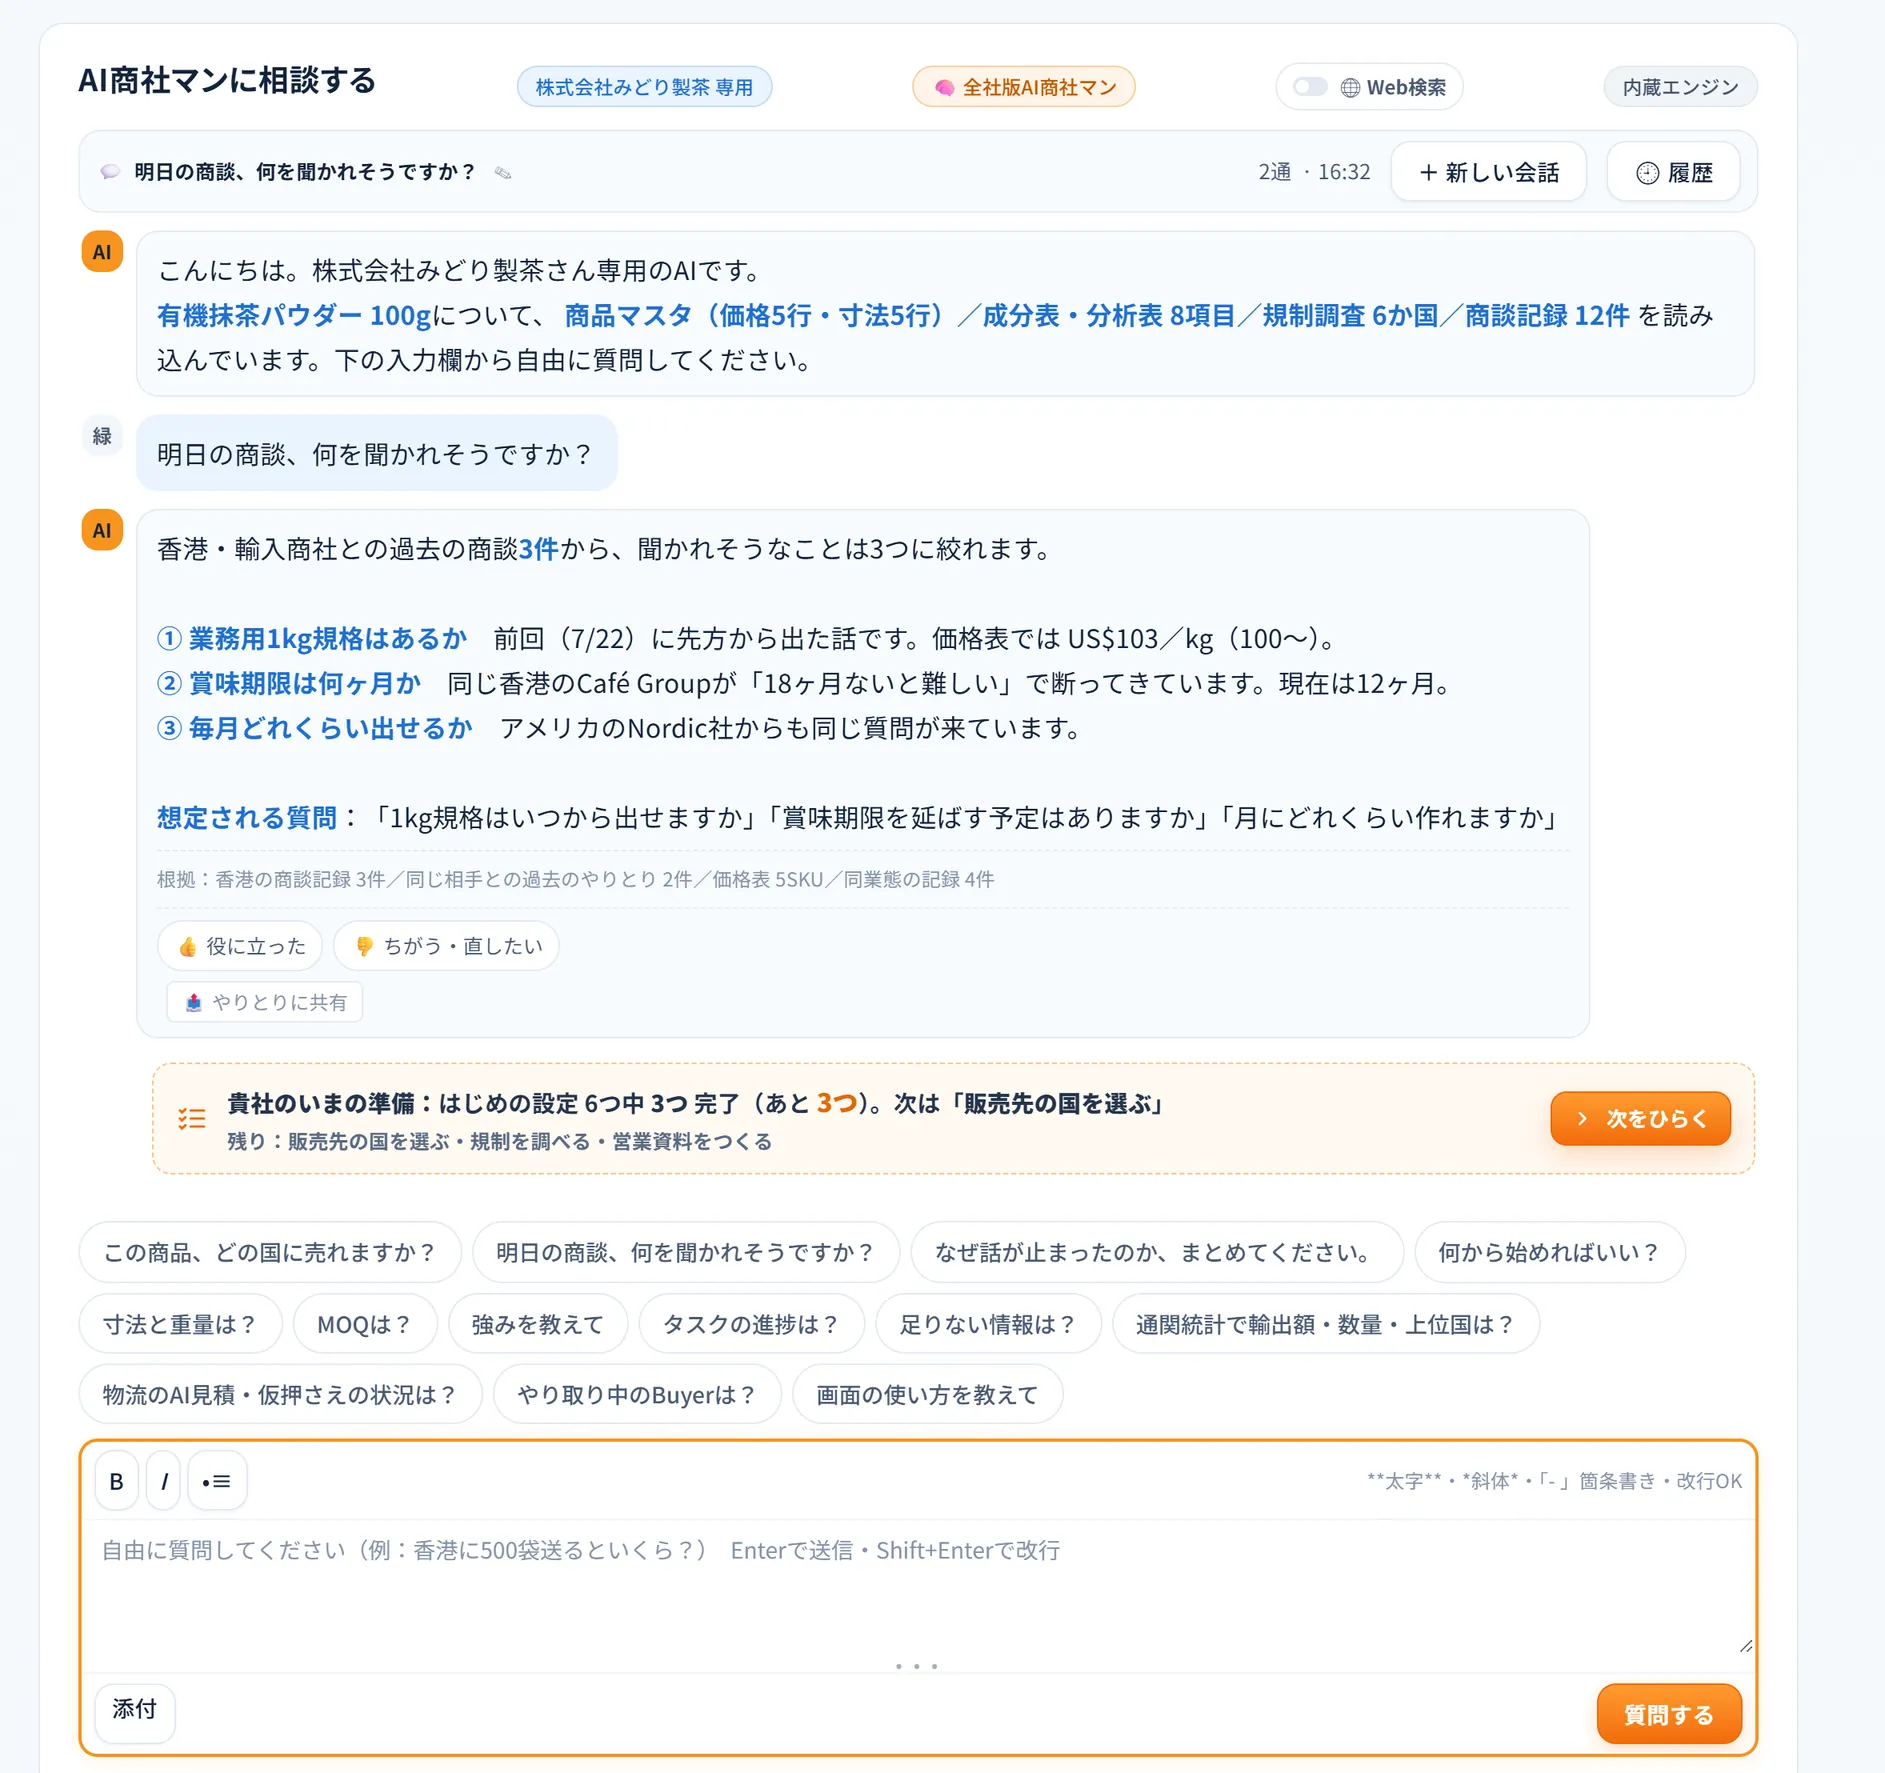 AI商社マンに相談する
株式会社みどり製茶 専用
全社版AI商社マン
Web検索
内蔵エンジン
明日の商談、何を聞かれそうですか？
2通 · 16:32
＋ 新しい会話
履歴
AI
こんにちは。株式会社みどり製茶さん専用のAIです。
有機抹茶パウダー 100gについて、 商品マスタ（価格5行・寸法5行）／成分表・分析表 8項目／規制調査 6か国／商談記録 12件 を読み
込んでいます。下の入力欄から自由に質問してください。
緑
明日の商談、何を聞かれそうですか？
AI
香港・輸入商社との過去の商談3件から、聞かれそうなことは3つに絞れます。
① 業務用1kg規格はあるか　前回（7/22）に先方から出た話です。価格表では US$103／kg（100〜）。
② 賞味期限は何ヶ月か　同じ香港のCafé Groupが「18ヶ月ないと難しい」で断ってきています。現在は12ヶ月。
③ 毎月どれくらい出せるか　アメリカのNordic社からも同じ質問が来ています。
想定される質問：「1kg規格はいつから出せますか」「賞味期限を延ばす予定はありますか」「月にどれくらい作れますか」
根拠：香港の商談記録 3件／同じ相手との過去のやりとり 2件／価格表 5SKU／同業態の記録 4件
役に立った
ちがう・直したい
やりとりに共有
貴社のいまの準備：はじめの設定 6つ中 3つ 完了（あと 3つ）。次は「販売先の国を選ぶ」
残り：販売先の国を選ぶ・規制を調べる・営業資料をつくる
› 次をひらく
この商品、どの国に売れますか？
明日の商談、何を聞かれそうですか？
なぜ話が止まったのか、まとめてください。
何から始めればいい？
寸法と重量は？
MOQは？
強みを教えて
タスクの進捗は？
足りない情報は？
通関統計で輸出額・数量・上位国は？
物流のAI見積・仮押さえの状況は？
やり取り中のBuyerは？
画面の使い方を教えて
B
I
•≡
**太字**・*斜体*・「- 」箇条書き・改行OK
自由に質問してください（例：香港に500袋送るといくら？）　Enterで送信・Shift+Enterで改行
添付
質問する